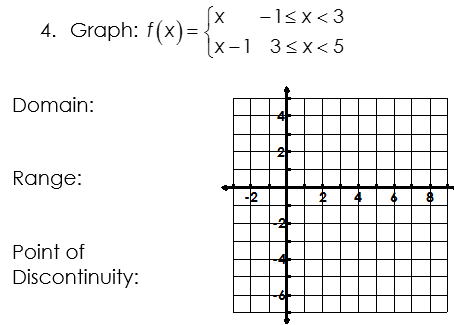 4. Graph: f(x) = { x −1 ≤ x < 3
x − 1 3 ≤ x < 5
Domain:
Range:
Point of
Discontinuity:
4
2
-2 2 4 6 8
-2
-4
-6